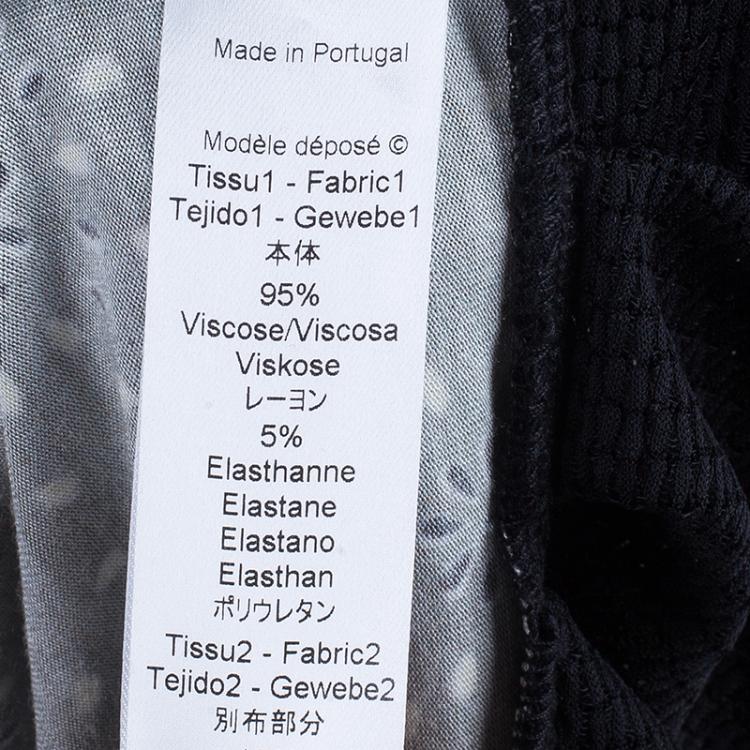 Made in Portugal
Modèle déposé ©
Tissu1 - Fabric1
Tejido1 - Gewebe1
本体
95%
Viscose/Viscosa
Viskose
レーヨン
5%
Elasthanne
Elastane
Elastano
Elasthan
ポリウレタン
Tissu2 - Fabric2
Tejido2 - Gewebe2
別布部分